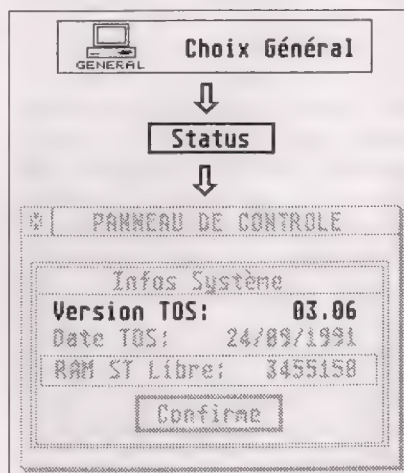 GENERAL
Choix Général
Status
PANNEAU DE CONTROLE
Infos Système
Version TOS: 03.06
Date TOS: 24/09/1991
RAM ST Libre: 3455158
Confirme